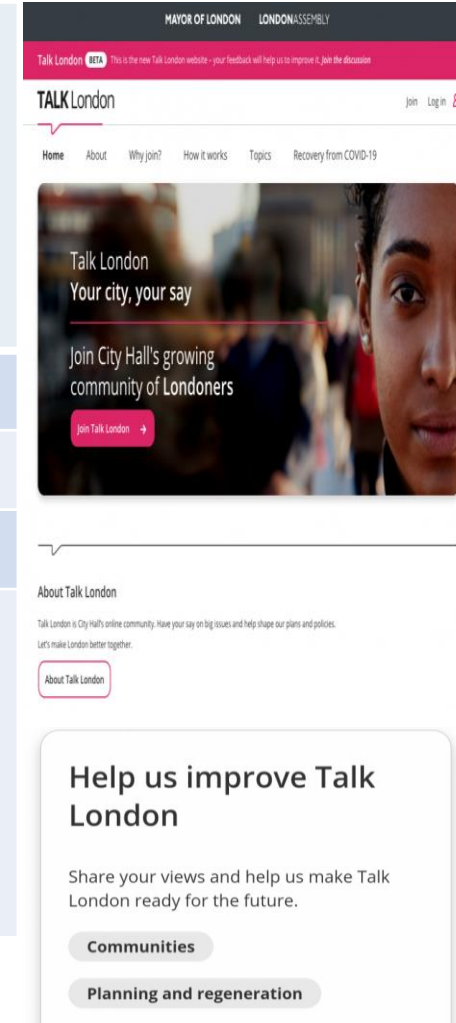 MAYOR OF LONDON LONDONASSEMBLY
Talk London BETA This is the new Talk London website – your feedback will help us to improve it. Join the discussion
TALK London Join Log in
Home About Why join? How it works Topics Recovery from COVID-19
Talk London
Your city, your say
Join City Hall's growing
community of Londoners
Join Talk London →
About Talk London
Talk London is City Hall's online community. Have your say on big issues and help shape our plans and policies.
Let's make London better together.
About Talk London
Help us improve Talk
London
Share your views and help us make Talk
London ready for the future.
Communities
Planning and regeneration